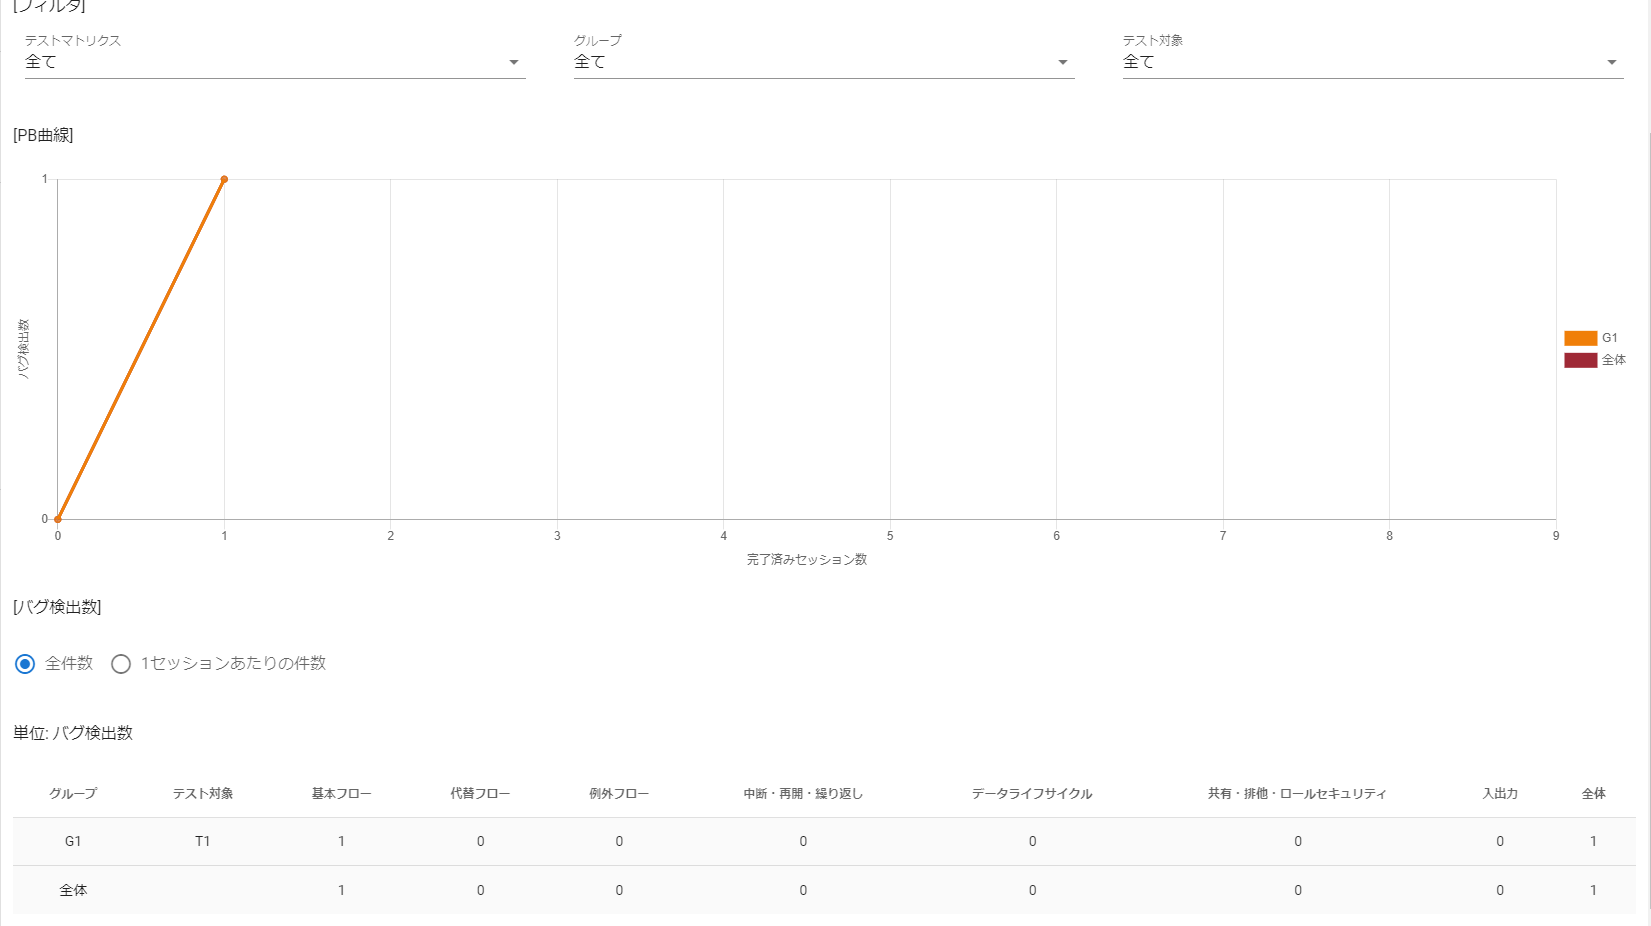 [フィルタ]
テストマトリクス
全て
グループ
全て
テスト対象
全て
[PB曲線]
1
0
バグ検出数
0 1 2 3 4 5 6 7 8 9
完了済みセッション数
G1
全体
[バグ検出数]
全件数 1セッションあたりの件数
単位: バグ検出数
グループ テスト対象 基本フロー 代替フロー 例外フロー 中断・再開・繰り返し データライフサイクル 共有・排他・ロールセキュリティ 入出力 全体
G1 T1 1 0 0 0 0 0 0 1
全体 1 0 0 0 0 0 0 1